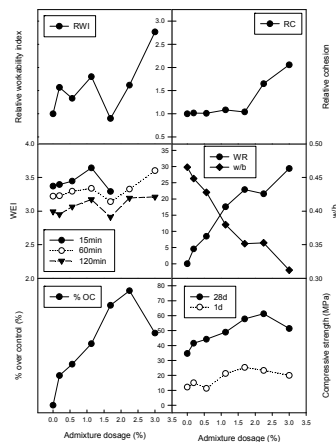 RWI
RC
Relative workability index
Relative cohesion
3.0
2.5
2.0
1.5
1.0
0.5
4.0
3.0
2.0
WEI
15min
60min
120min
35
30
25
20
15
10
5
0
WR
w/b
0.50
0.45
0.40
0.35
0.30
w/b
% OC
% over control (%)
28d
1d
80
70
60
50
40
30
20
10
0
Compressive strength (MPa)
0.0 0.5 1.0 1.5 2.0 2.5 3.0
0.0 0.5 1.0 1.5 2.0 2.5 3.0 3.5
Admixture dosage (%)
Admixture dosage (%)